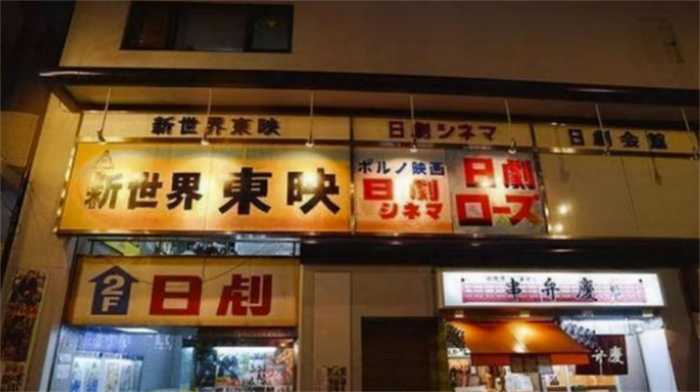 新世界東映
日劇シネマ
日劇会館
新世界 東映
ポルノ映画
日劇
シネマ
日劇
ローズ
2F
日劇
串弁慶
弁慶